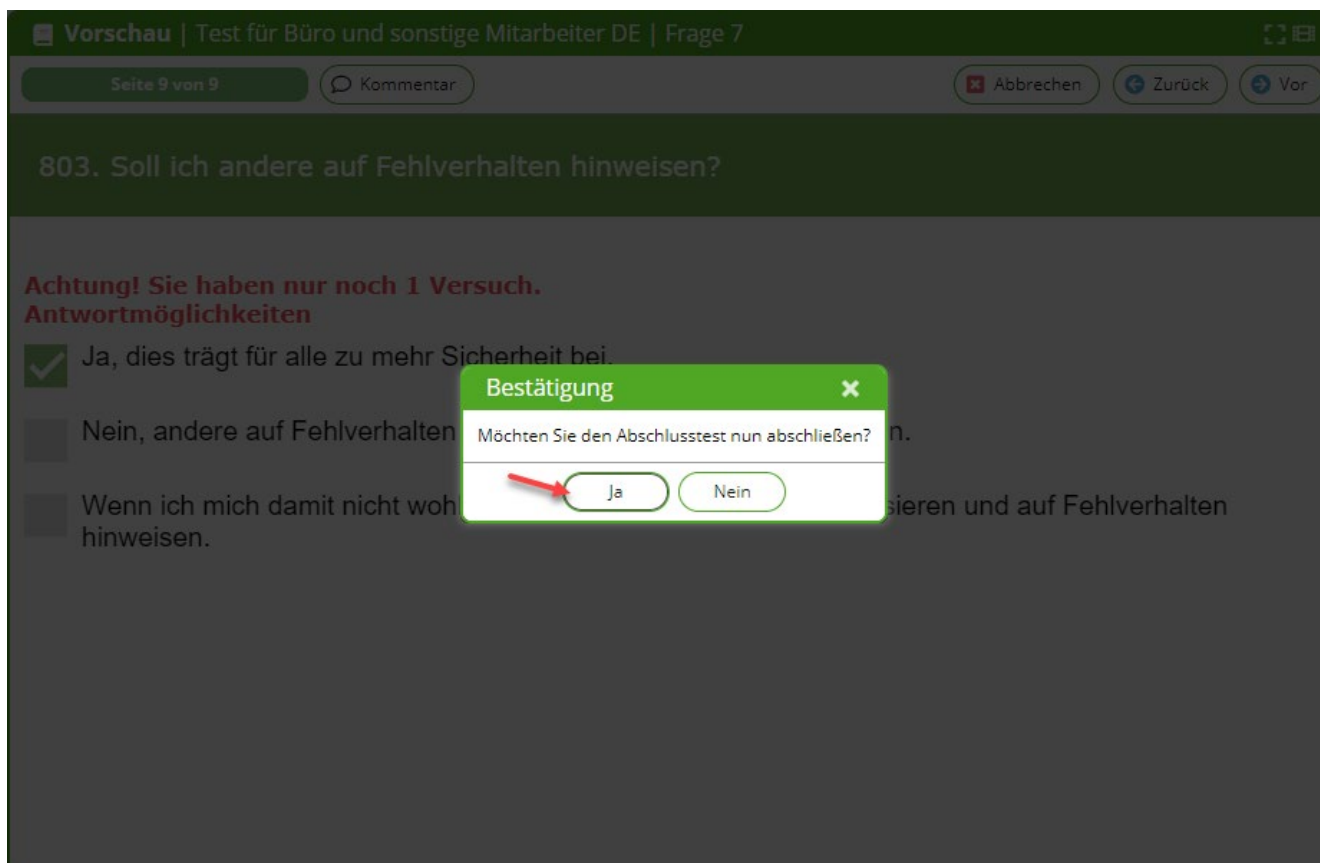 Vorschau | Test für Büro und sonstige Mitarbeiter DE | Frage 7
Seite 9 von 9 Kommentar Abbrechen Zurück Vor
803. Soll ich andere auf Fehlverhalten hinweisen?
Achtung! Sie haben nur noch 1 Versuch.
Antwortmöglichkeiten
Ja, dies trägt für alle zu mehr Sicherheit bei.
Bestätigung
Nein, andere auf Fehlverhalten
Möchten Sie den Abschlusstest nun abschließen?
n.
Ja Nein
Wenn ich mich damit nicht wohl
sieren und auf Fehlverhalten
hinweisen.